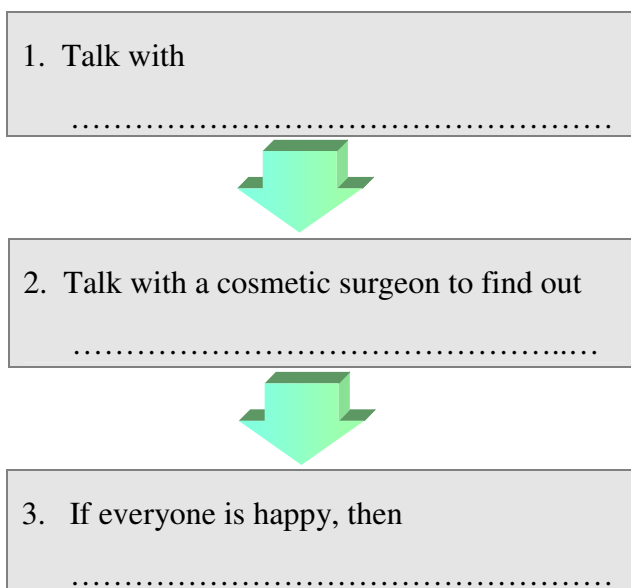 1. Talk with
……………………………………………
2. Talk with a cosmetic surgeon to find out
………………………………………..…
3. If everyone is happy, then
……………………………………………